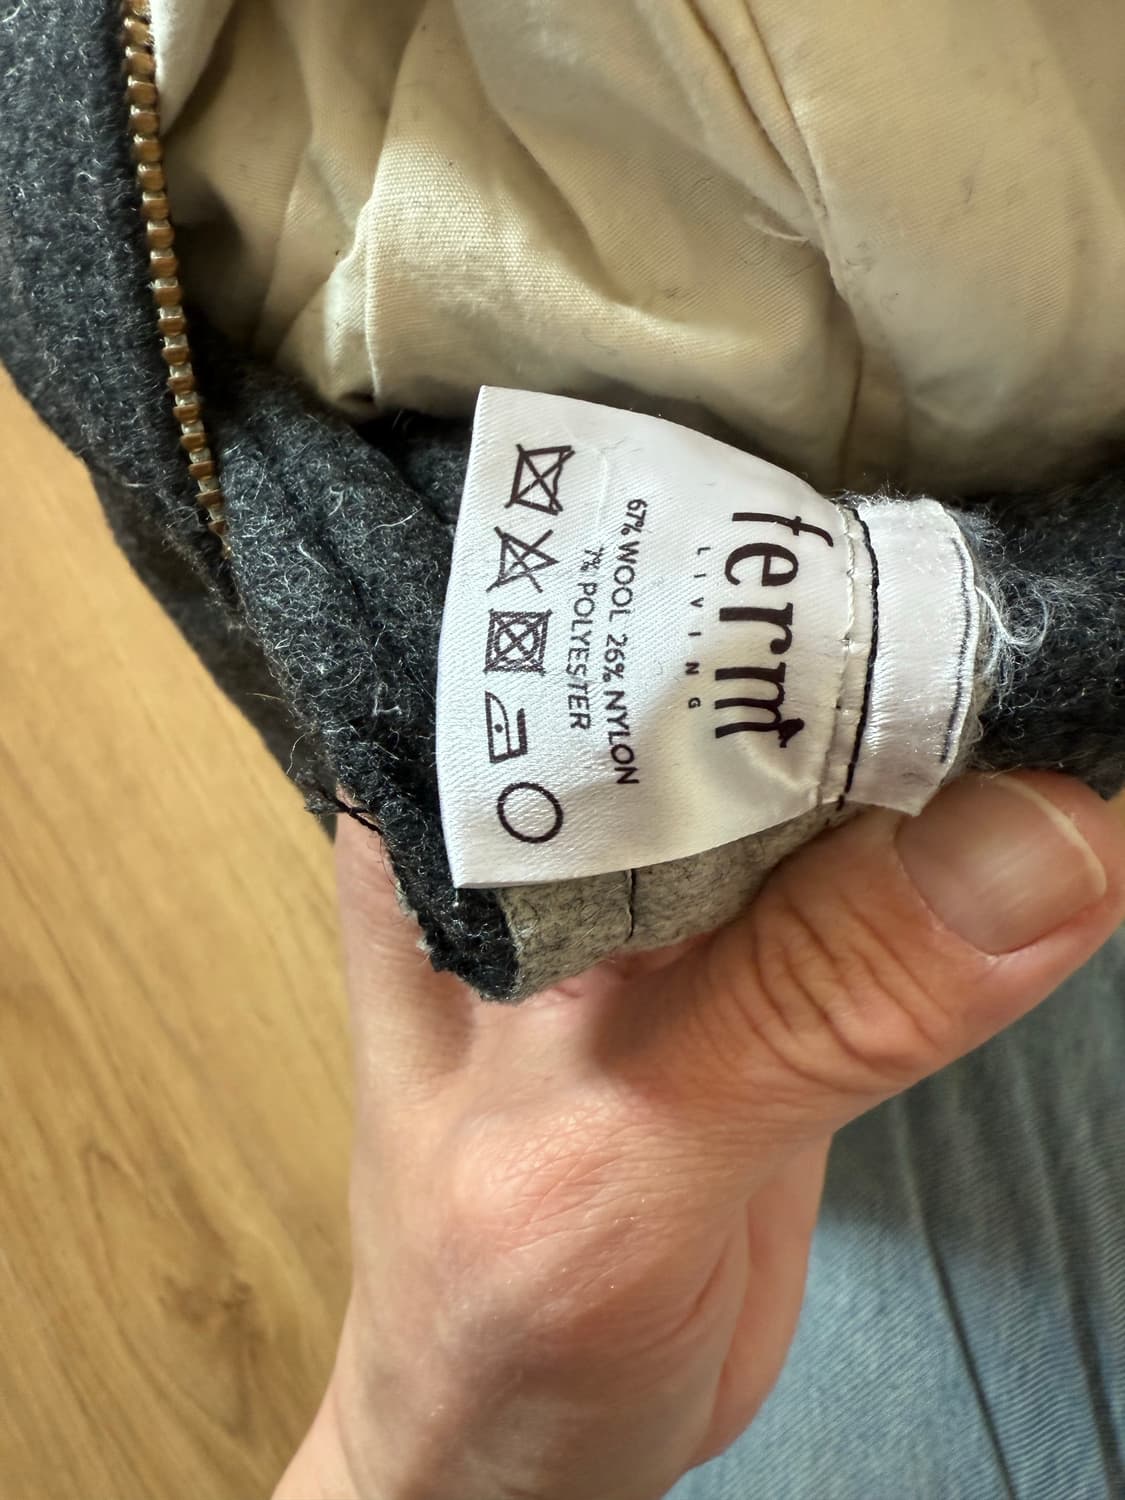 ferm
LIVING
67% WOOL 26% NYLON
7% POLYESTER